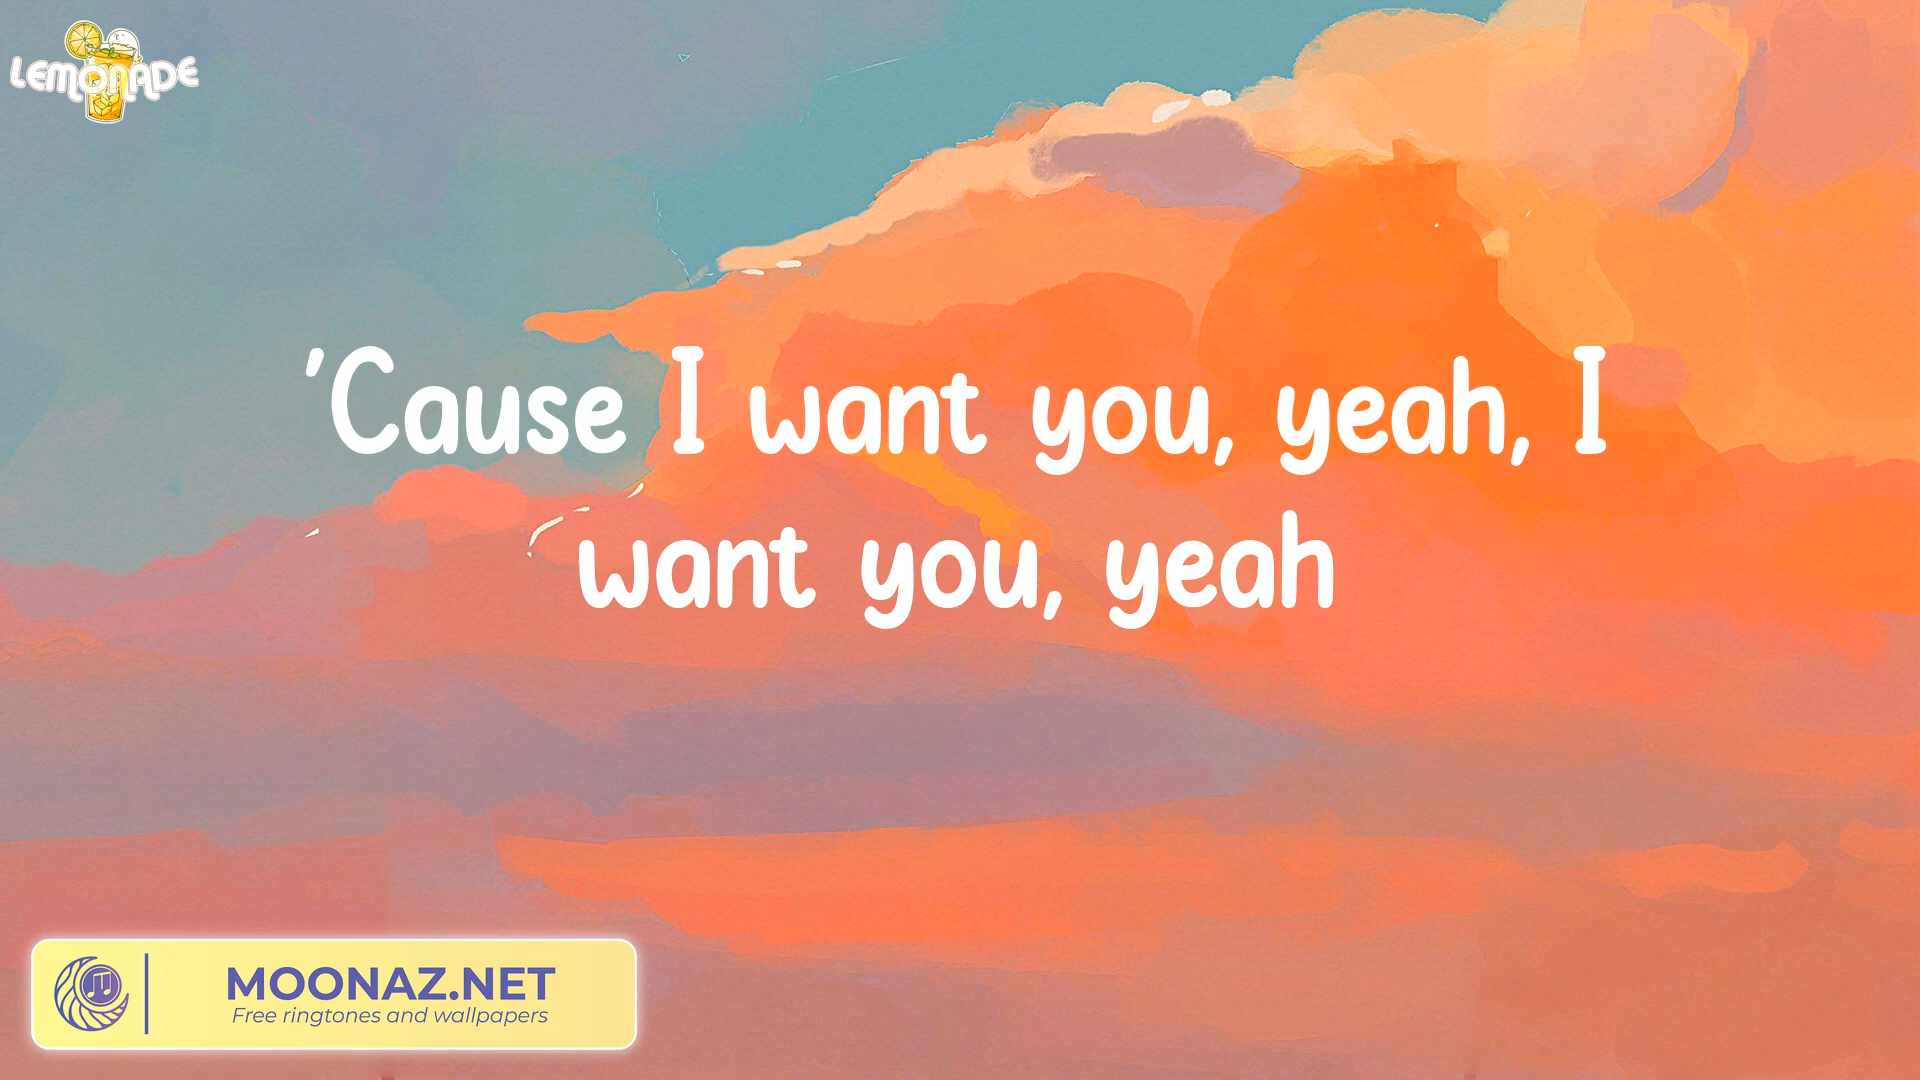 LEMONADE
'Cause I want you, yeah, I
want you, yeah
MOONAZ.NET
Free ringtones and wallpapers